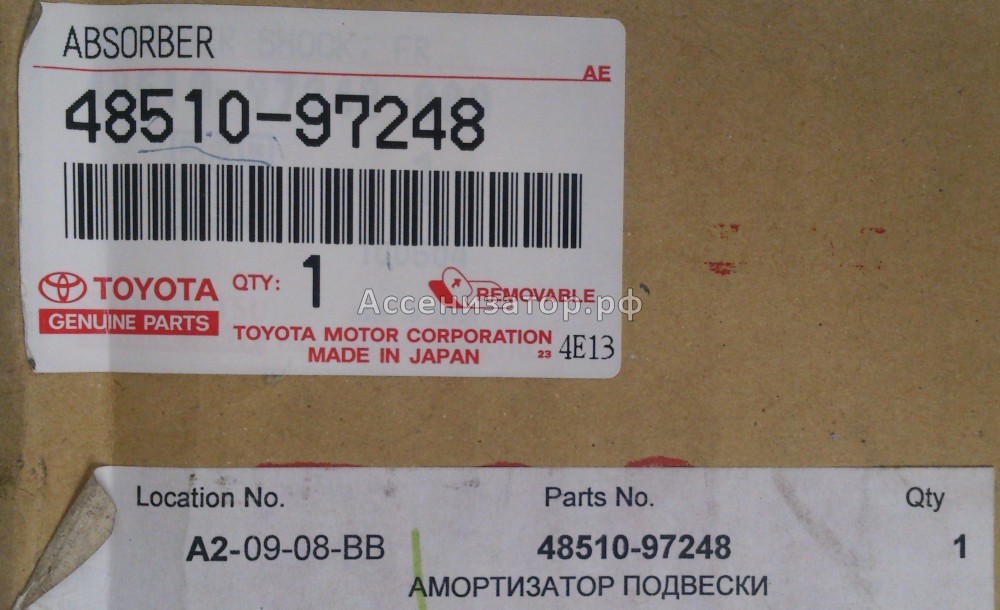 ABSORBER
AE
48510-97248
TOYOTA
GENUINE PARTS
QTY: 1
REMOVABLE
Ассенизатор.рф
TOYOTA MOTOR CORPORATION
MADE IN JAPAN
23 4E13
Location No. Parts No. Qty
A2-09-08-BB 48510-97248 1
АМОРТИЗАТОР ПОДВЕСКИ